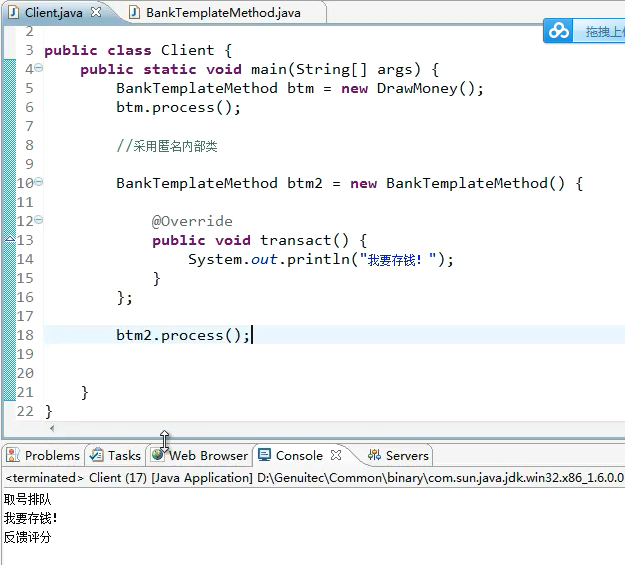 Client.java
BankTemplateMethod.java
拖拽上
2
3 public class Client {
4 public static void main(String[] args) {
5 BankTemplateMethod btm = new DrawMoney();
6 btm.process();
7
8 //采用匿名内部类
9
10 BankTemplateMethod btm2 = new BankTemplateMethod() {
11
12 @Override
13 public void transact() {
14 System.out.println("我要存钱! ");
15 }
16 };
17
18 btm2.process();
19
20
21 }
22 }
Problems Tasks Web Browser Console Servers
<terminated> Client (17) [Java Application] D:\Genuitec\Common\binary\com.sun.java.jdk.win32.x86_1.6.0.0
取号排队
我要存钱!
反馈评分